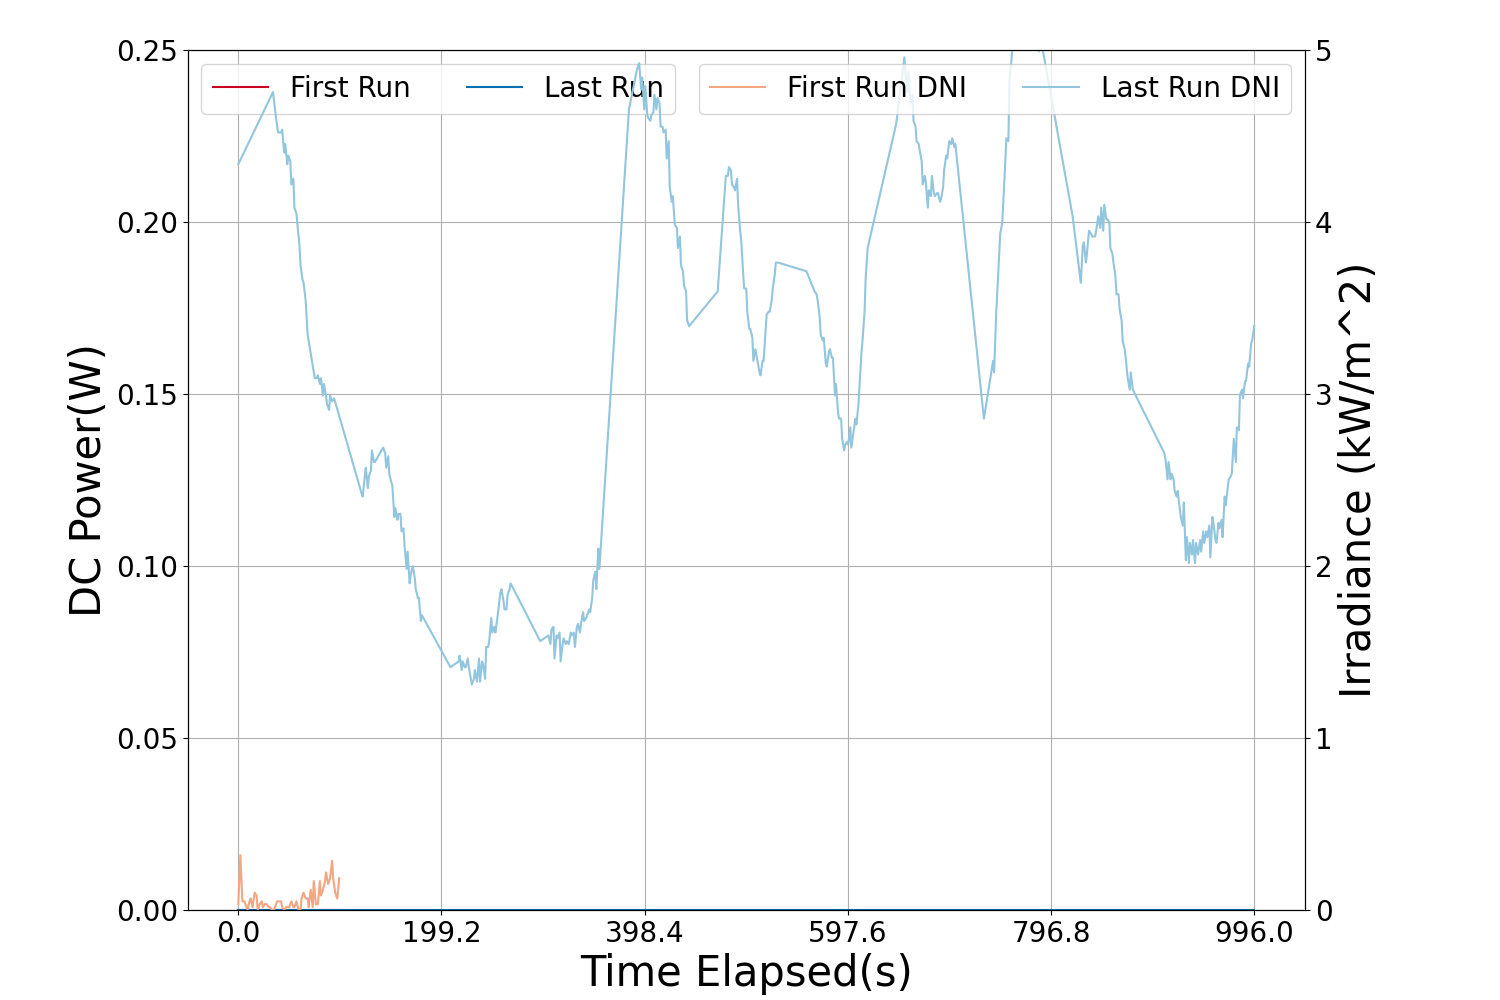 First Run
Last Run
First Run DNI
Last Run DNI
DC Power(W)
0.25
0.20
0.15
0.10
0.05
0.00
5
4
3
2
1
0
Irradiance (kW/m^2)
0.0 199.2 398.4 597.6 796.8 996.0
Time Elapsed(s)